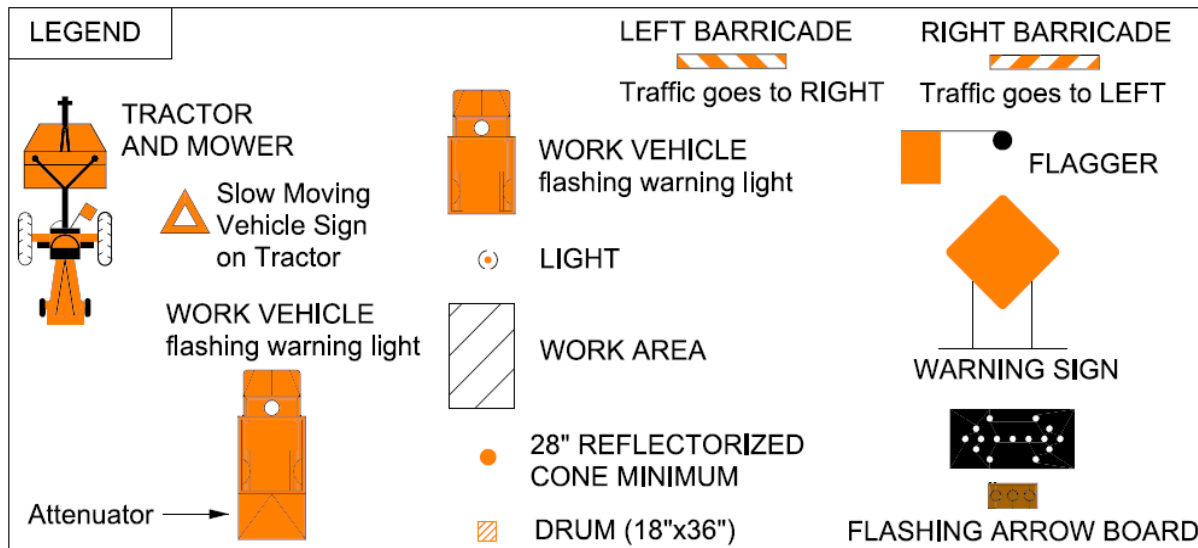 LEGEND
LEFT BARRICADE
Traffic goes to RIGHT
RIGHT BARRICADE
Traffic goes to LEFT
TRACTOR
AND MOWER
Slow Moving
Vehicle Sign
on Tractor
WORK VEHICLE
flashing warning light
Attenuator
WORK VEHICLE
flashing warning light
LIGHT
WORK AREA
28" REFLECTORIZED
CONE MINIMUM
DRUM (18"x36")
FLAGGER
WARNING SIGN
FLASHING ARROW BOARD